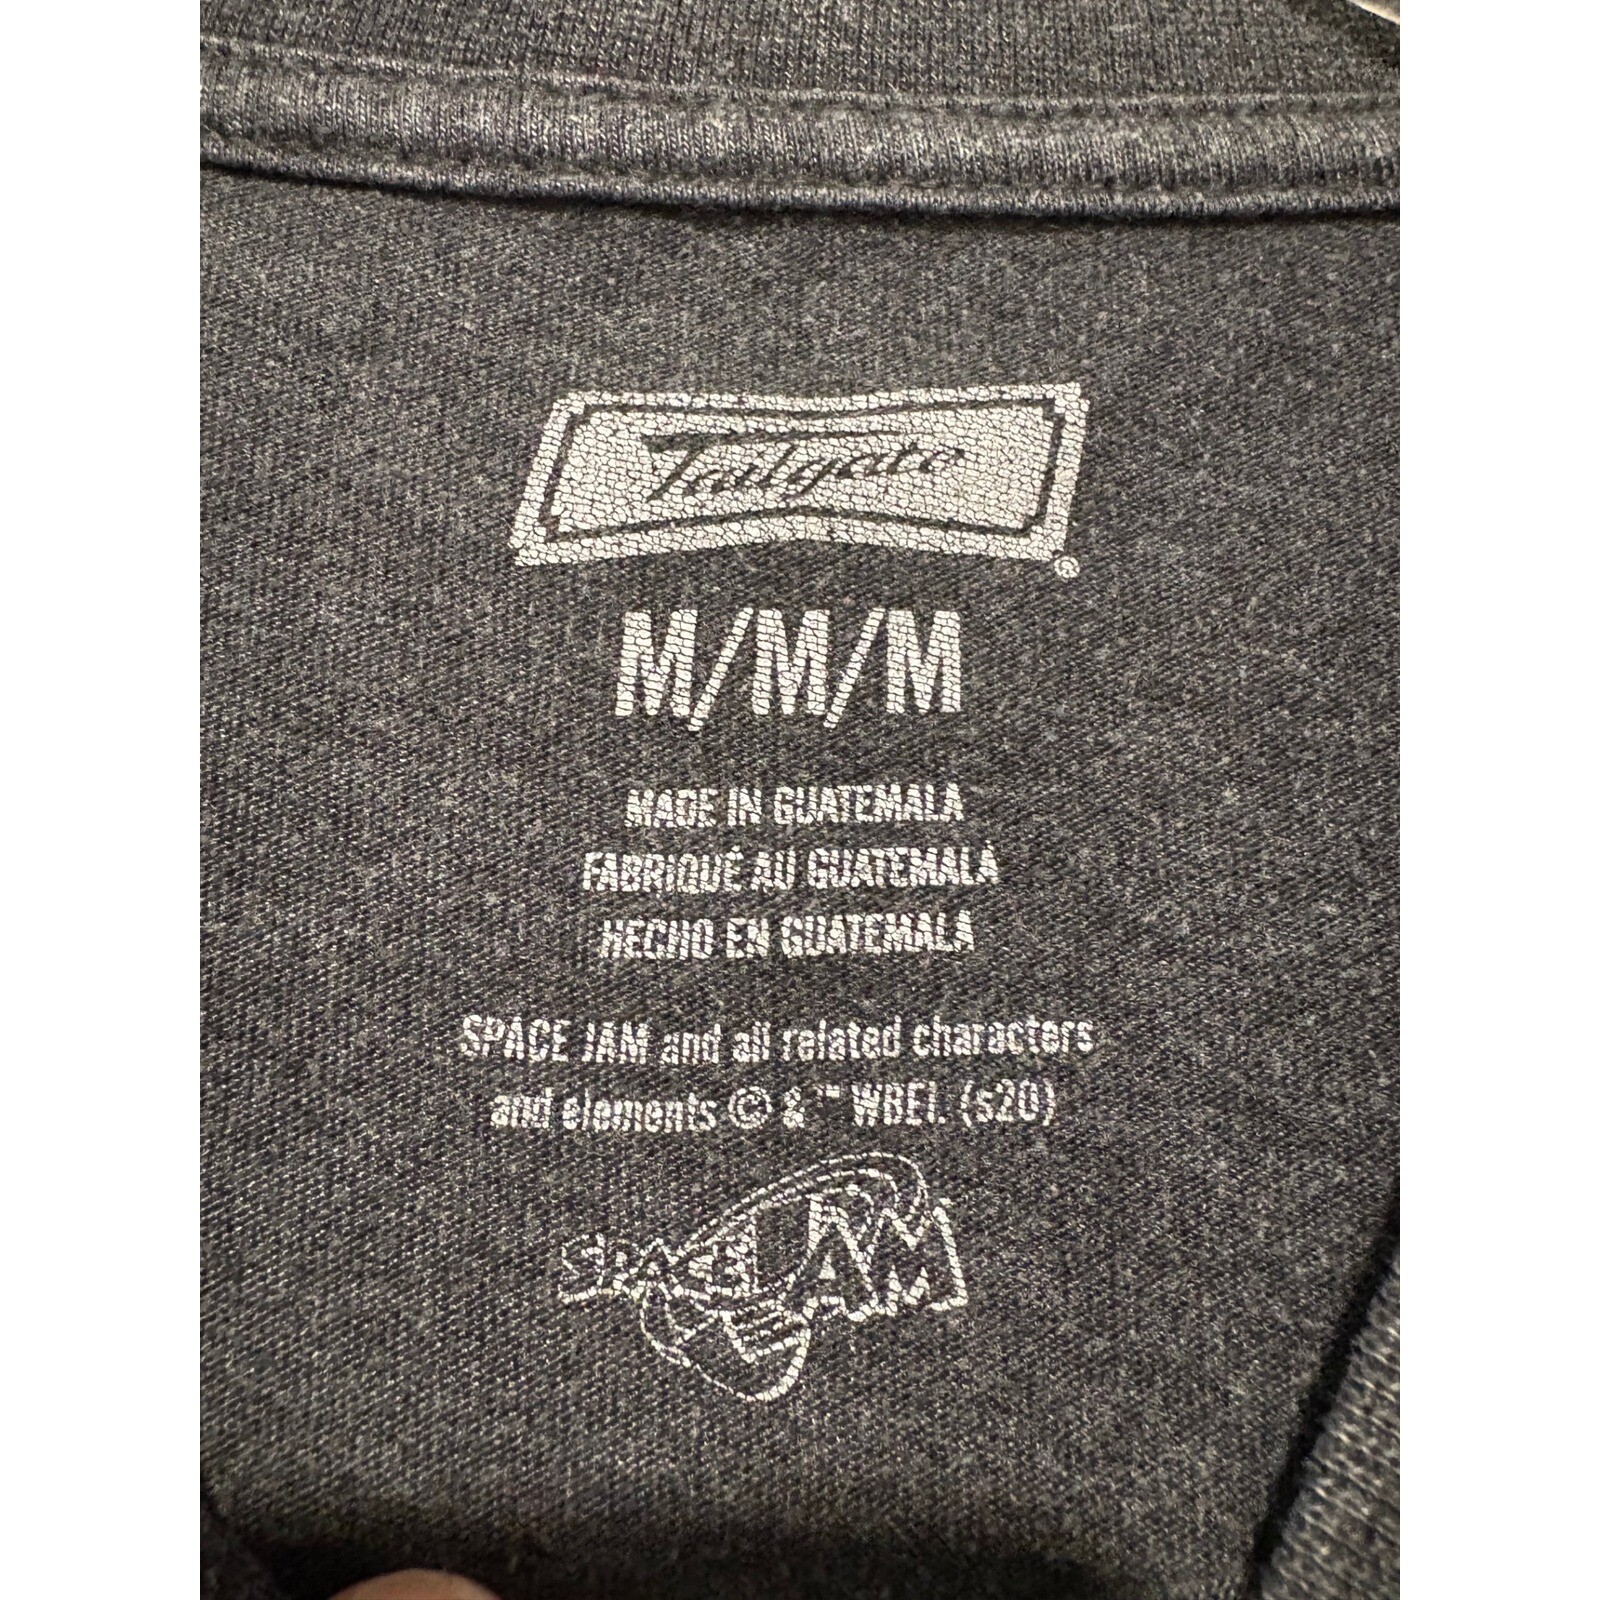 Tailgate
®
M/M/M
MADE IN GUATEMALA
FABRIQUÉ AU GUATEMALA
HECHO EN GUATEMALA
SPACE JAM and all related characters
and elements © & ™ WBEI. (s20)
SPACE JAM